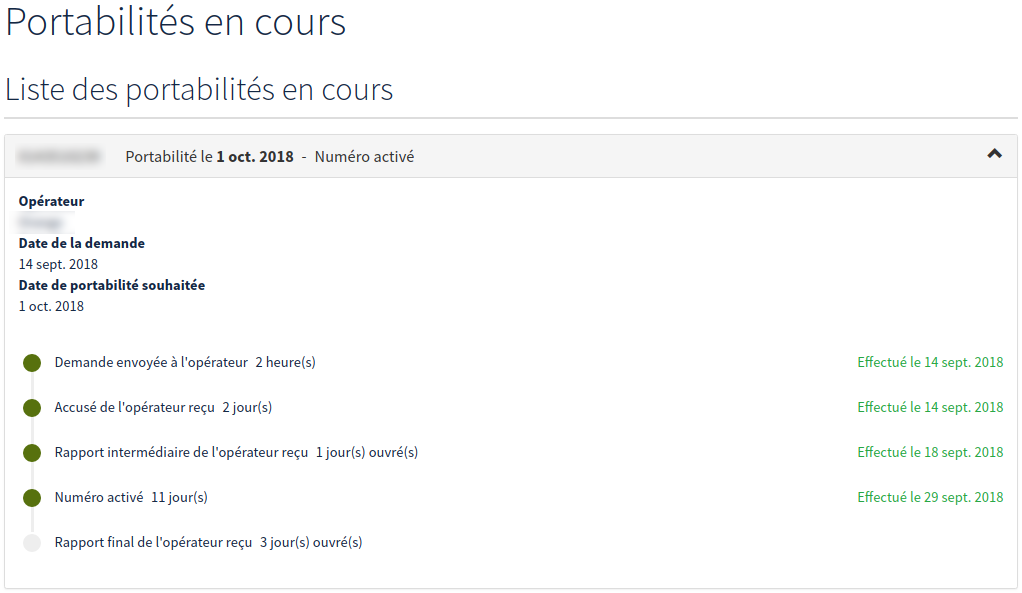 Portabilités en cours
Liste des portabilités en cours
Portabilité le 1 oct. 2018 - Numéro activé
Opérateur
Date de la demande
14 sept. 2018
Date de portabilité souhaitée
1 oct. 2018
Demande envoyée à l'opérateur 2 heure(s) Effectué le 14 sept. 2018
Accusé de l'opérateur reçu 2 jour(s) Effectué le 14 sept. 2018
Rapport intermédiaire de l'opérateur reçu 1 jour(s) ouvré(s) Effectué le 18 sept. 2018
Numéro activé 11 jour(s) Effectué le 29 sept. 2018
Rapport final de l'opérateur reçu 3 jour(s) ouvré(s)